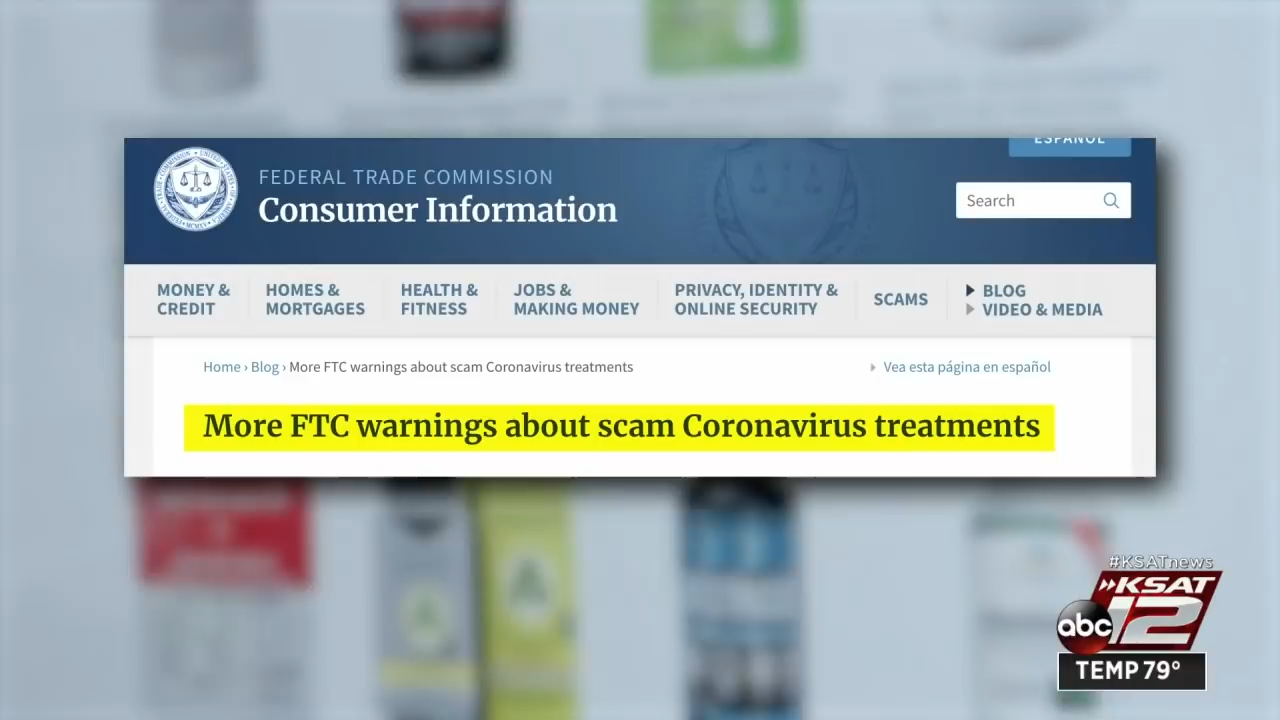 ESPAÑOL
FEDERAL TRADE COMMISSION
Consumer Information
Search
MONEY &
CREDIT
HOMES &
MORTGAGES
HEALTH &
FITNESS
JOBS &
MAKING MONEY
PRIVACY, IDENTITY &
ONLINE SECURITY
SCAMS
BLOG
VIDEO & MEDIA
Home › Blog › More FTC warnings about scam Coronavirus treatments
Vea esta página en español
More FTC warnings about scam Coronavirus treatments
#KSATnews
KSAT
abc 12
TEMP 79°